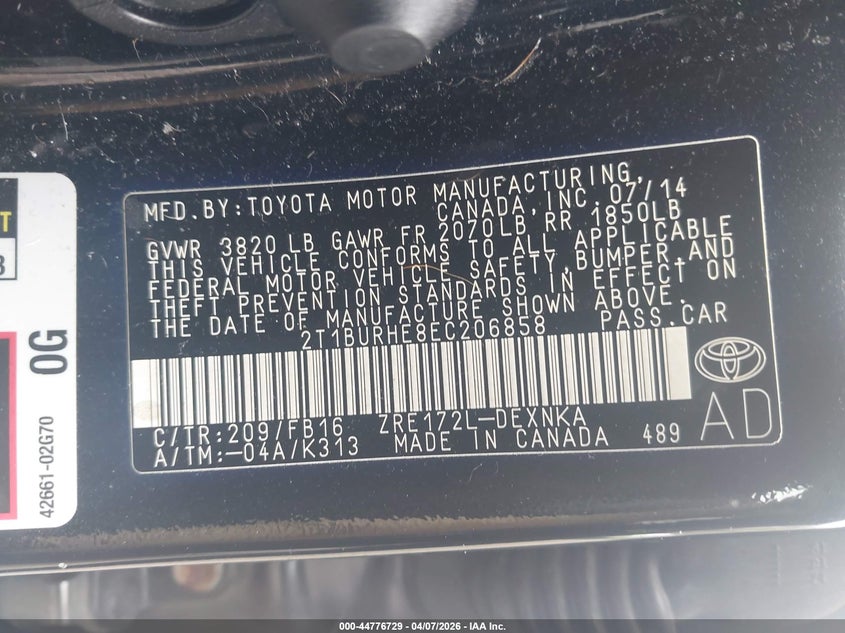 MFD. BY: TOYOTA MOTOR MANUFACTURING,
CANADA, INC. 07/14
GVWR 3820 LB GAWR FR 2070LB RR 1850LB
THIS VEHICLE CONFORMS TO ALL APPLICABLE
FEDERAL MOTOR VEHICLE SAFETY, BUMPER, AND
THEFT PREVENTION STANDARDS IN EFFECT ON
THE DATE OF MANUFACTURE SHOWN ABOVE.
2T1BURHE8EC206858 PASS.CAR
C/TR:209/FB16 ZRE172L-DEXNKA
A/TM:-04A/K313 MADE IN CANADA 489
AD
0G
42661-02G70
000-44776729 - 04/07/2026 - IAA Inc.